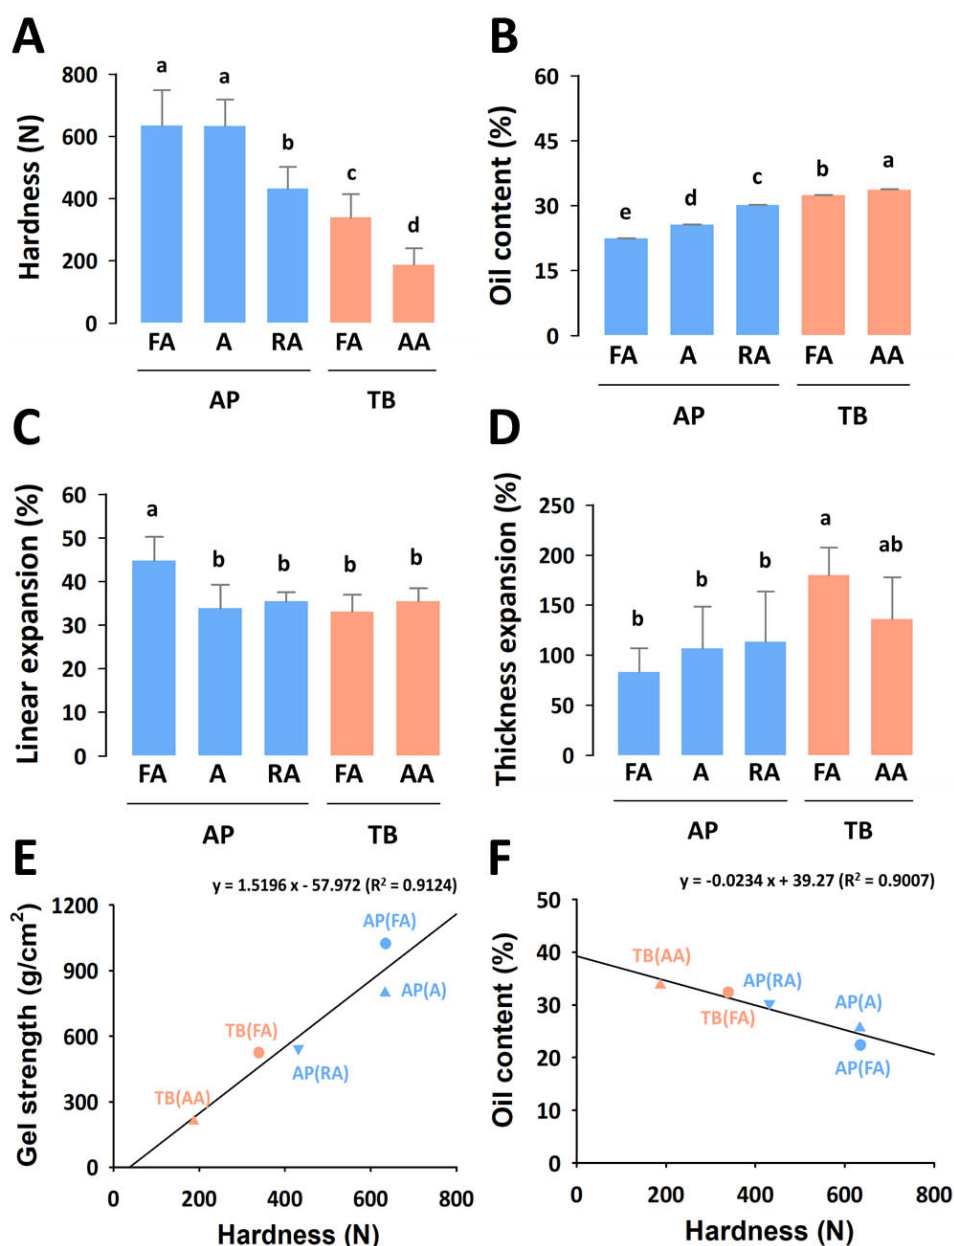 A
Hardness (N)
800
600
400
200
0
a
a
b
c
d
FA A RA FA AA
AP TB
B
Oil content (%)
60
45
30
15
0
e
d
c
b
a
FA A RA FA AA
AP TB
C
Linear expansion (%)
60
50
40
30
20
10
0
a
b
b
b
b
FA A RA FA AA
AP TB
D
Thickness expansion (%)
250
200
150
100
50
0
b
b
b
a
ab
FA A RA FA AA
AP TB
E
y = 1.5196 x - 57.972 (R² = 0.9124)
Gel strength (g/cm²)
1200
900
600
300
0
AP(FA)
AP(A)
TB(FA)
AP(RA)
TB(AA)
0 200 400 600 800
Hardness (N)
F
y = -0.0234 x + 39.27 (R² = 0.9007)
Oil content (%)
50
40
30
20
10
0
TB(AA)
AP(RA)
TB(FA)
AP(A)
AP(FA)
0 200 400 600 800
Hardness (N)